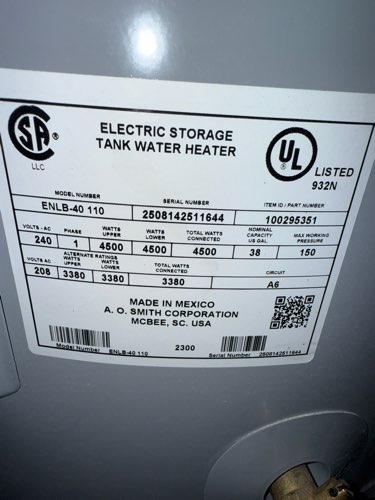 SA
LLC
ELECTRIC STORAGE
TANK WATER HEATER
UL
LISTED
932N
MODEL NUMBER SERIAL NUMBER ITEM ID / PART NUMBER
ENLB-40 110 2508142511644 100295351
VOLTS - AC PHASE WATTS UPPER WATTS LOWER TOTAL WATTS CONNECTED NOMINAL CAPACITY US GAL MAX WORKING PRESSURE
240 1 4500 4500 4500 38 150
ALTERNATE RATINGS
VOLTS AC WATTS UPPER WATTS LOWER TOTAL WATTS CONNECTED CIRCUIT
208 3380 3380 3380 A6
MADE IN MEXICO
A. O. SMITH CORPORATION
MCBEE, SC. USA
2300
Model Number ENLB-40 110 Serial Number 2508142511644